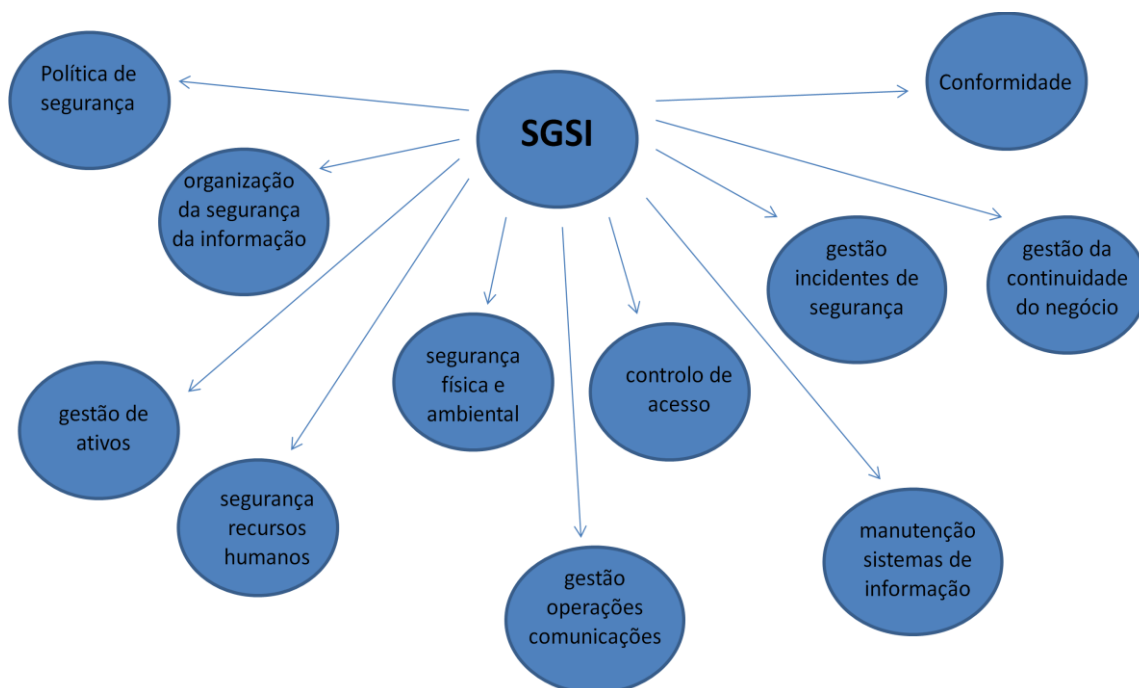 SGSI
Política de
segurança
organização
da segurança
da informação
gestão de
ativos
segurança
recursos
humanos
segurança
física e
ambiental
gestão
operações
comunicações
controlo de
acesso
manutenção
sistemas de
informação
gestão
incidentes de
segurança
gestão da
continuidade
do negócio
Conformidade